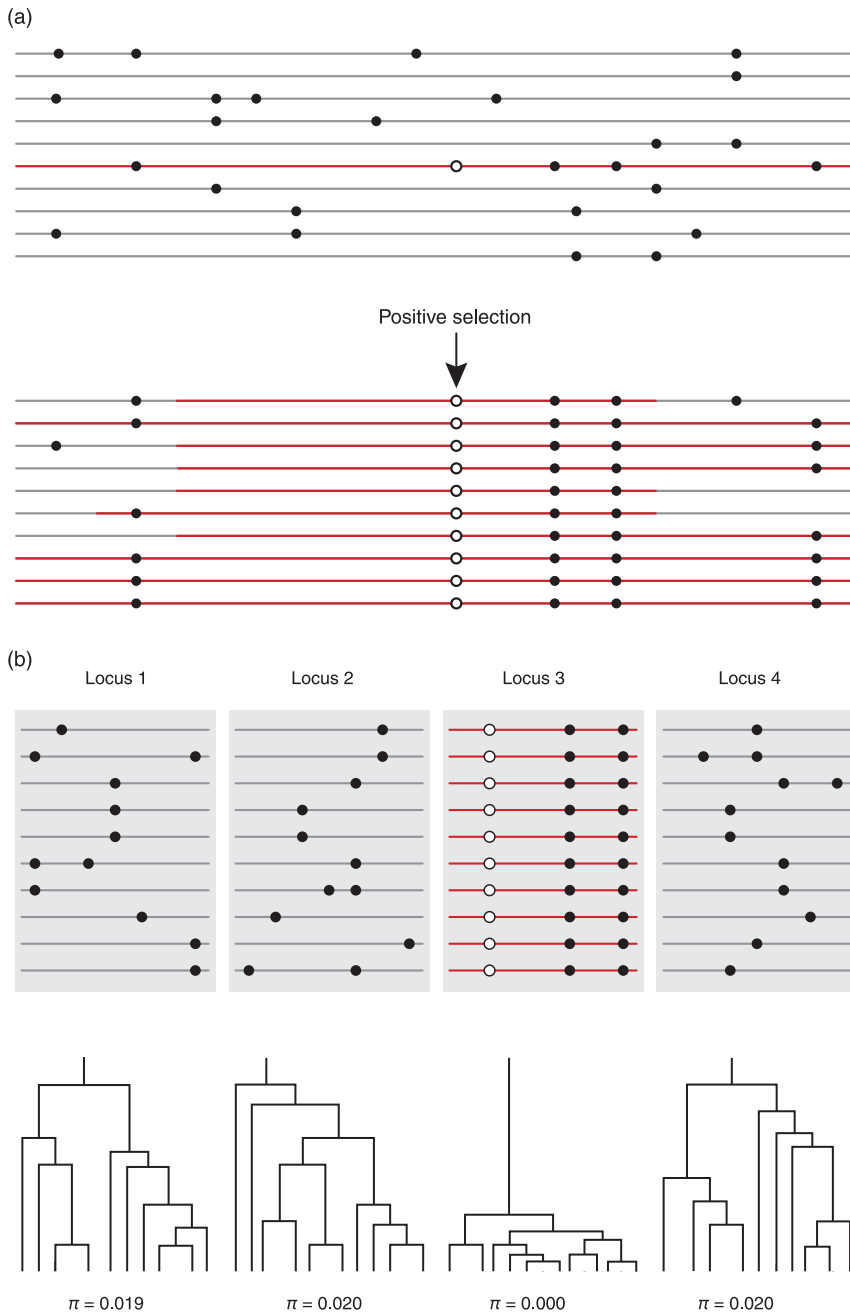 (a)
Positive selection
(b)
Locus 1 Locus 2 Locus 3 Locus 4
π = 0.019 π = 0.020 π = 0.000 π = 0.020